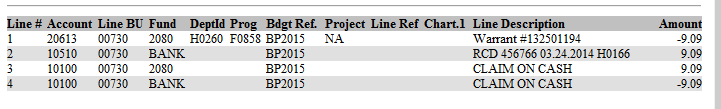 Line # Account Line BU Fund DeptId Prog Bdgt Ref. Project Line Ref Chart.1 Line Description Amount
1 20613 00730 2080 H0260 F0858 BP2015 NA Warrant #132501194 -9.09
2 10510 00730 BANK BP2015 RCD 456766 03.24.2014 H0166 9.09
3 10100 00730 2080 BP2015 CLAIM ON CASH 9.09
4 10100 00730 BANK BP2015 CLAIM ON CASH -9.09